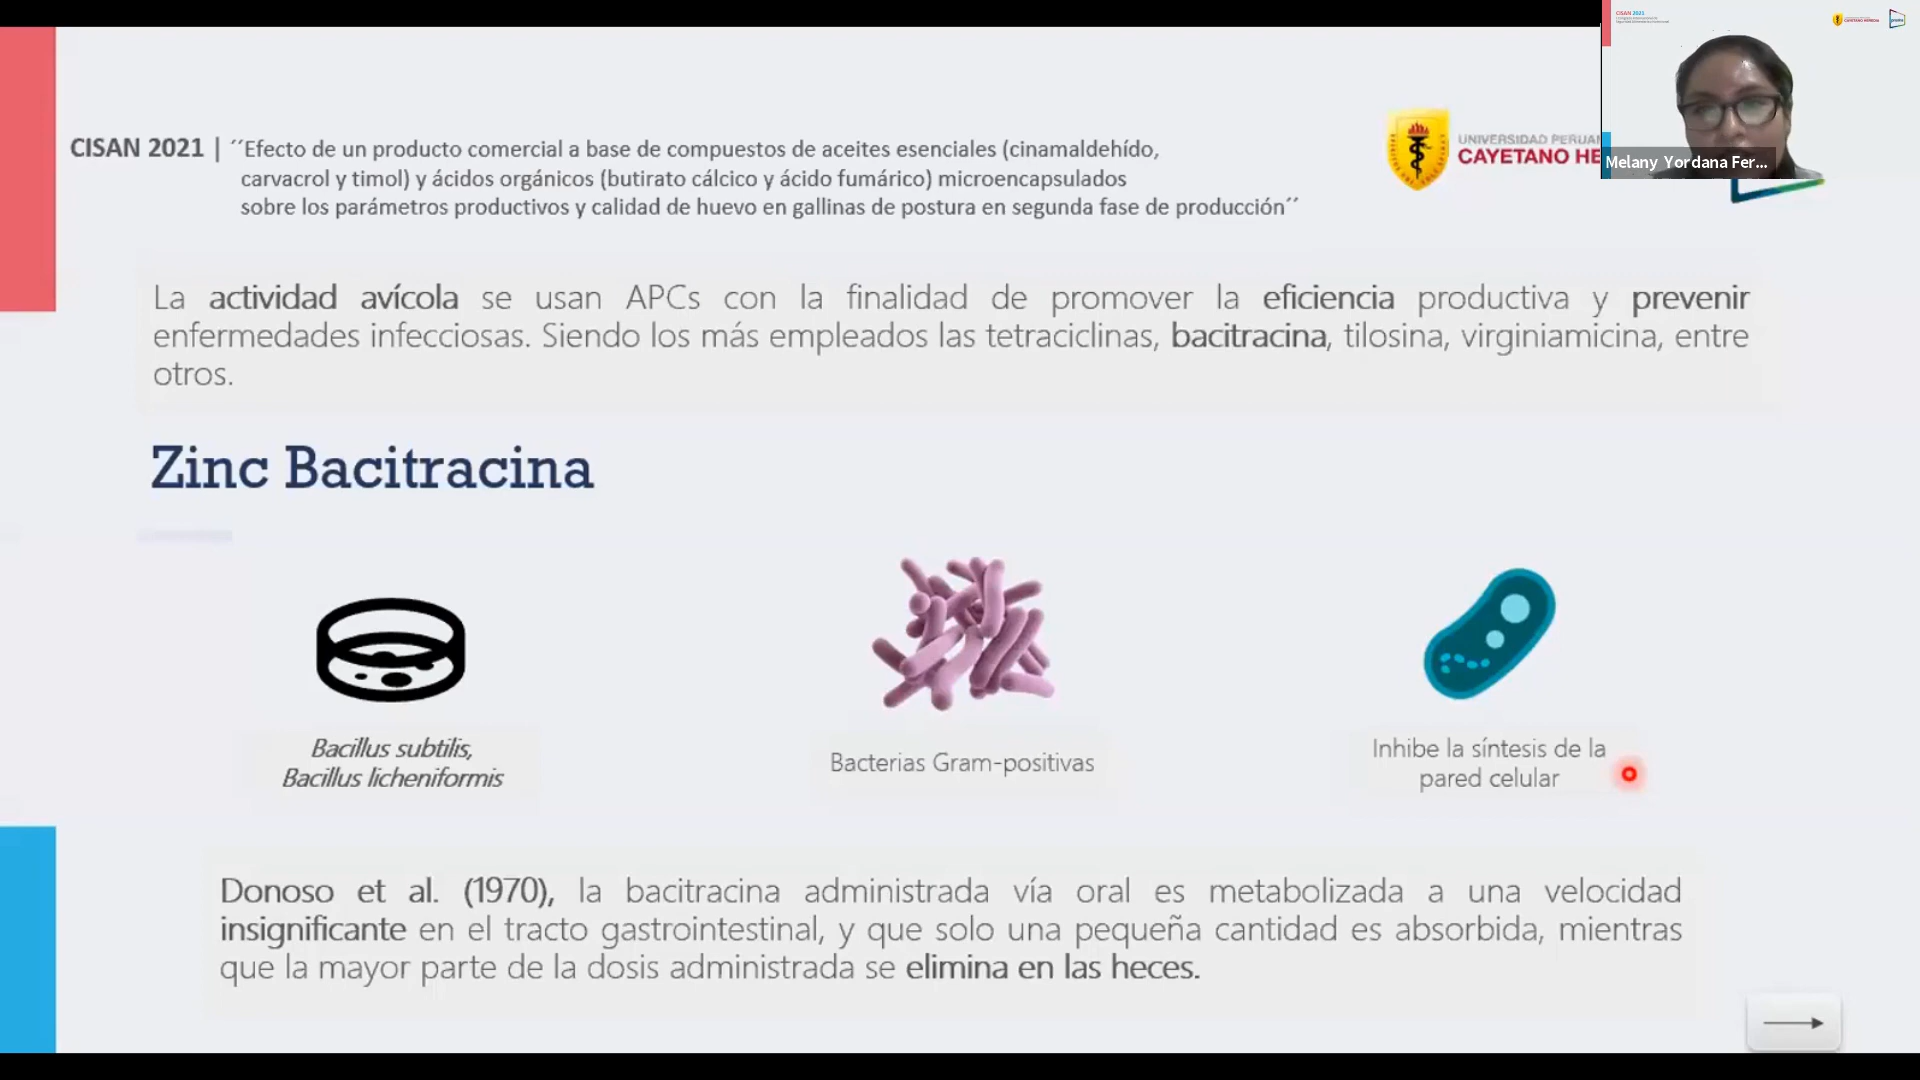 CISAN 2021
CAYETANO HEREDIA
CISAN 2021 | ´´Efecto de un producto comercial a base de compuestos de aceites esenciales (cinamaldehído,
carvacrol y timol) y ácidos orgánicos (butirato cálcico y ácido fumárico) microencapsulados
sobre los parámetros productivos y calidad de huevo en gallinas de postura en segunda fase de producción´´
UNIVERSIDAD PERUA
CAYETANO HE
Melany Yordana Fer...
La actividad avícola se usan APCs con la finalidad de promover la eficiencia productiva y prevenir
enfermedades infecciosas. Siendo los más empleados las tetraciclinas, bacitracina, tilosina, virginiamicina, entre
otros.
Zinc Bacitracina
Bacillus subtilis,
Bacillus licheniformis
Bacterias Gram-positivas
Inhibe la síntesis de la
pared celular
Donoso et al. (1970), la bacitracina administrada vía oral es metabolizada a una velocidad
insignificante en el tracto gastrointestinal, y que solo una pequeña cantidad es absorbida, mientras
que la mayor parte de la dosis administrada se elimina en las heces.